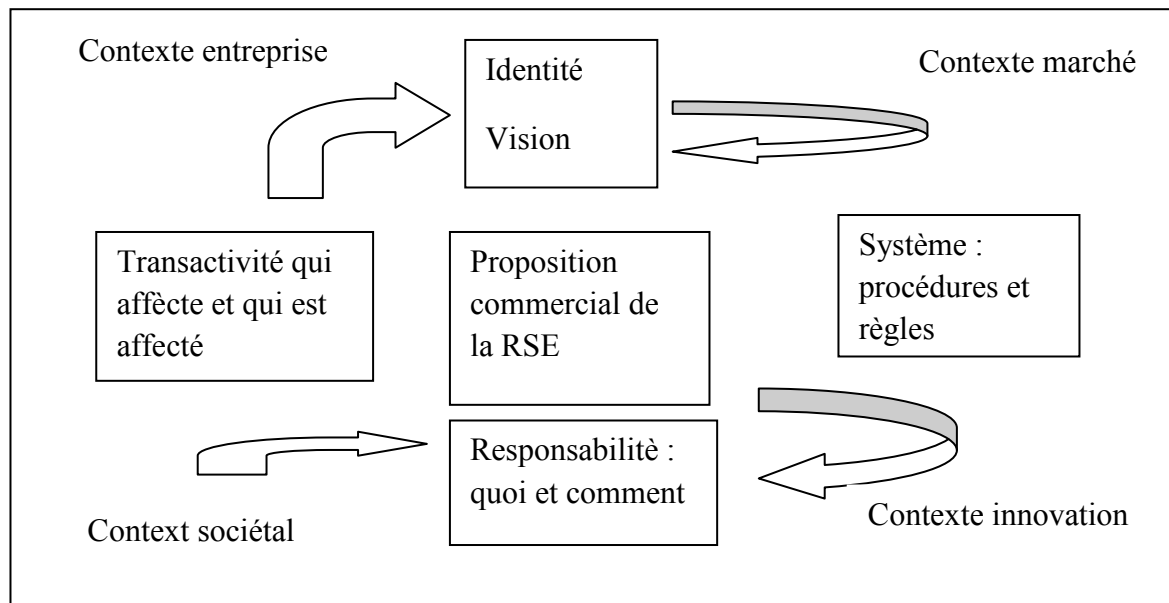 Contexte entreprise
Identité
Vision
Contexte marché
Transactivité qui
affècte et qui est
affecté
Proposition
commercial de
la RSE
Système :
procédures et
règles
Responsabilitè :
quoi et comment
Context sociétal
Contexte innovation